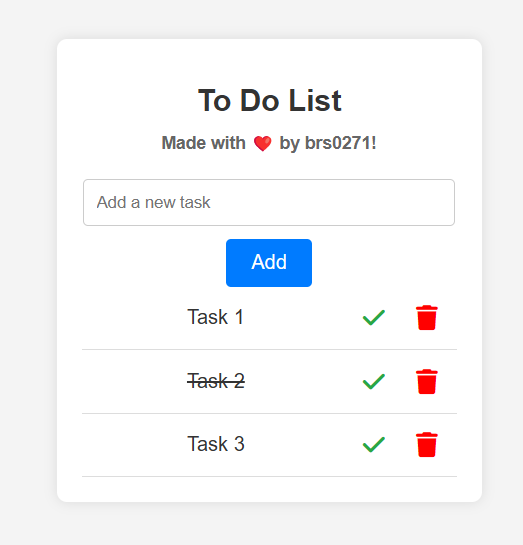 To Do List
Made with ❤️ by brs0271!
Add a new task
Add
Task 1
Task 2
Task 3